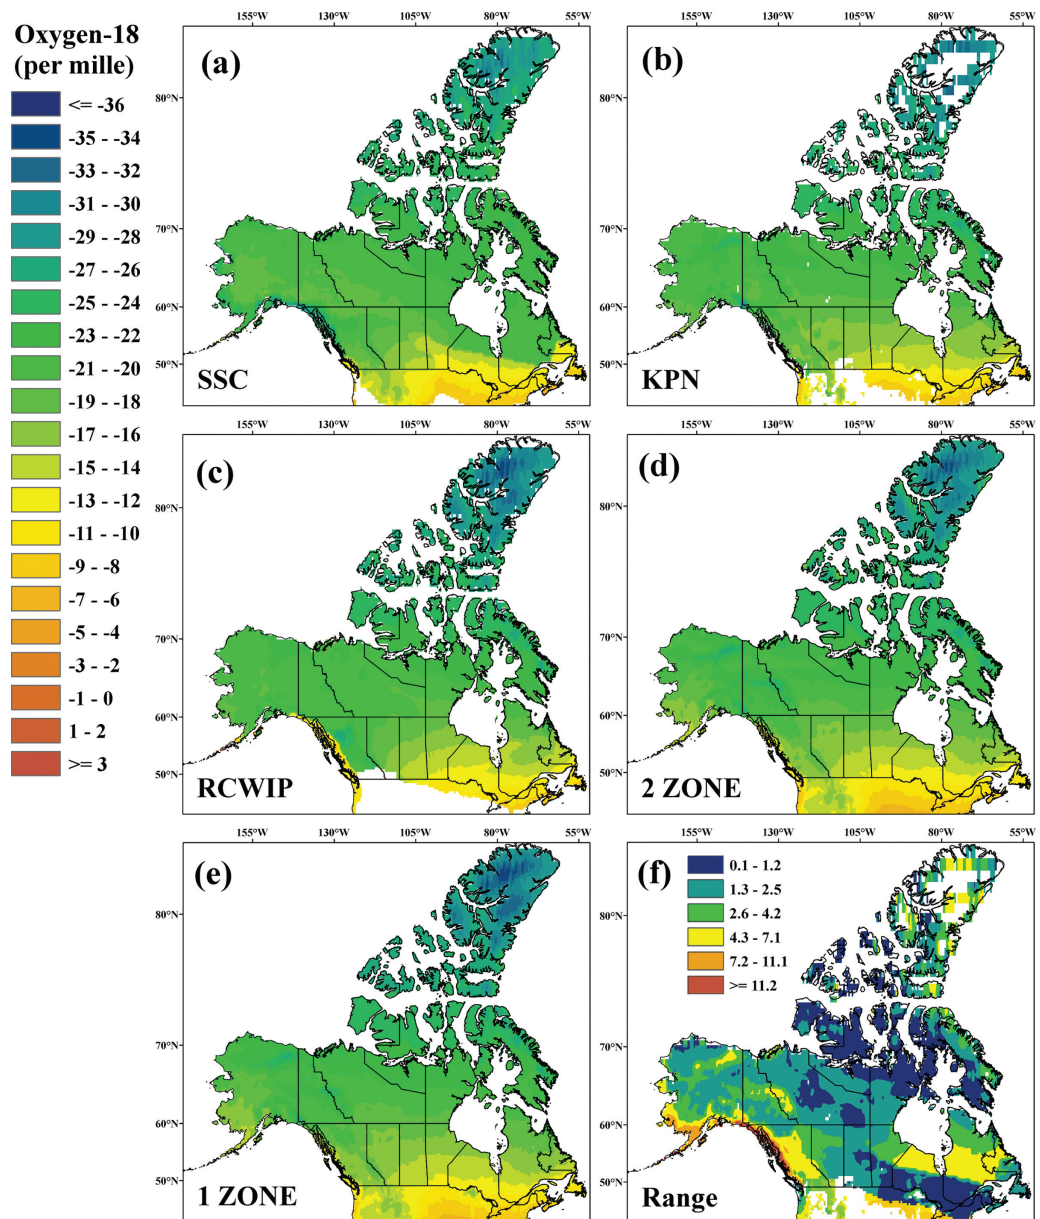 Oxygen-18
(per mille)
<= -36
-35 - -34
-33 - -32
-31 - -30
-29 - -28
-27 - -26
-25 - -24
-23 - -22
-21 - -20
-19 - -18
-17 - -16
-15 - -14
-13 - -12
-11 - -10
-9 - -8
-7 - -6
-5 - -4
-3 - -2
-1 - 0
1 - 2
>= 3
155°W 130°W 105°W 80°W 55°W
(a)
80°N
70°N
60°N
50°N
SSC
155°W 130°W 105°W 80°W 55°W
(b)
80°N
70°N
60°N
50°N
KPN
155°W 130°W 105°W 80°W 55°W
(c)
80°N
70°N
60°N
50°N
RCWIP
155°W 130°W 105°W 80°W 55°W
(d)
80°N
70°N
60°N
50°N
2 ZONE
155°W 130°W 105°W 80°W 55°W
(e)
80°N
70°N
60°N
50°N
1 ZONE
155°W 130°W 105°W 80°W 55°W
(f)
0.1 - 1.2
1.3 - 2.5
2.6 - 4.2
4.3 - 7.1
7.2 - 11.1
>= 11.2
80°N
70°N
60°N
50°N
Range